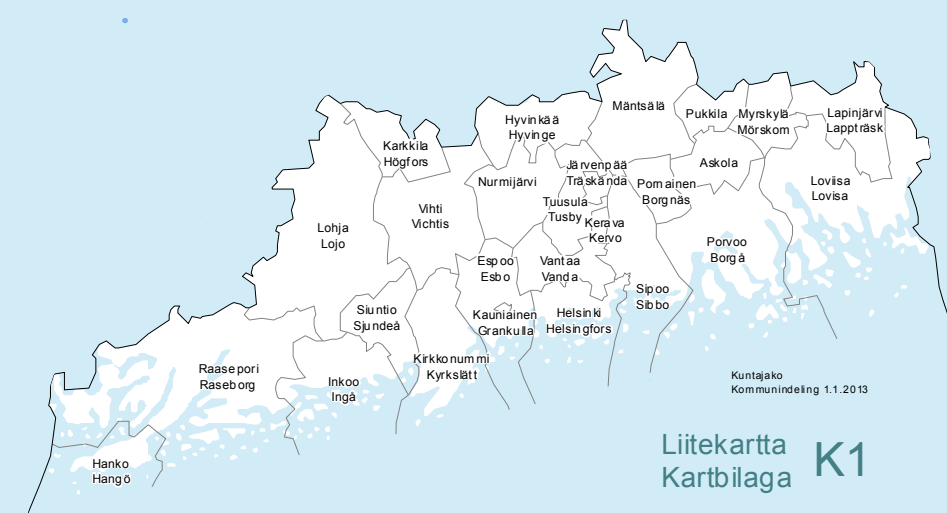 Mäntsälä
Pukkila
Myrskylä
Mörskom
Lapinjärvi
Lappträsk
Hyvinkää
Hyvinge
Karkkila
Högfors
Askola
Järvenpää
Träskända
Nurmijärvi
Pornainen
Borgnäs
Loviisa
Lovisa
Vihti
Vichtis
Tuusula
Tusby
Kerava
Kervo
Lohja
Lojo
Porvoo
Borgå
Espoo
Esbo
Vantaa
Vanda
Sipoo
Sibbo
Siuntio
Sjundeå
Kauniainen
Grankulla
Helsinki
Helsingfors
Kirkkonummi
Kyrkslätt
Raasepori
Raseborg
Inkoo
Ingå
Hanko
Hangö
Kuntajako
Kommunindeling 1.1.2013
Liitekartta
Kartbilaga
K1